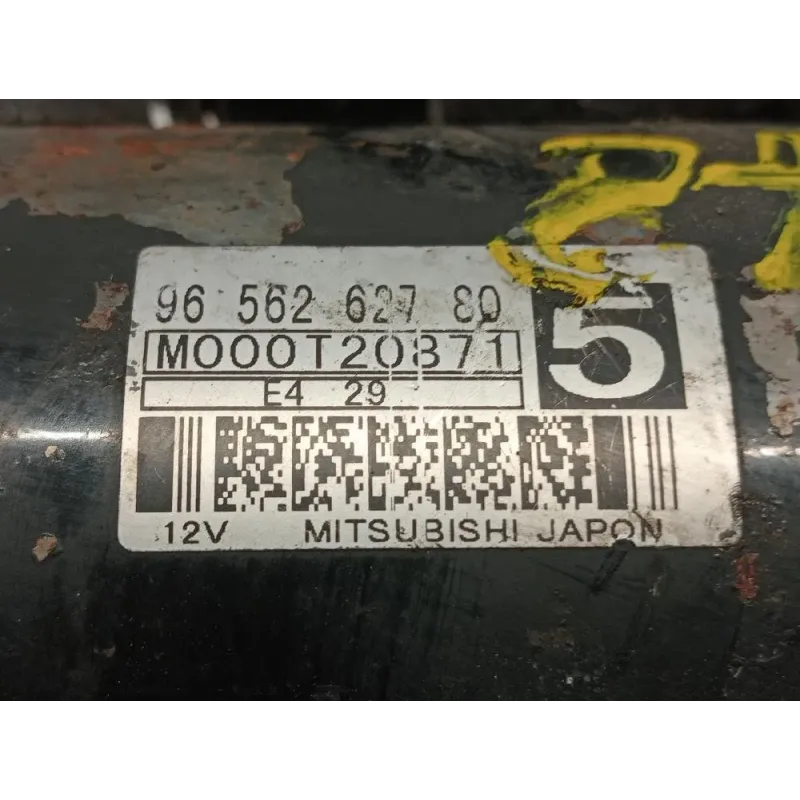 96 562 627 80
M000T20871
5
E4 29
12V MITSUBISHI JAPON